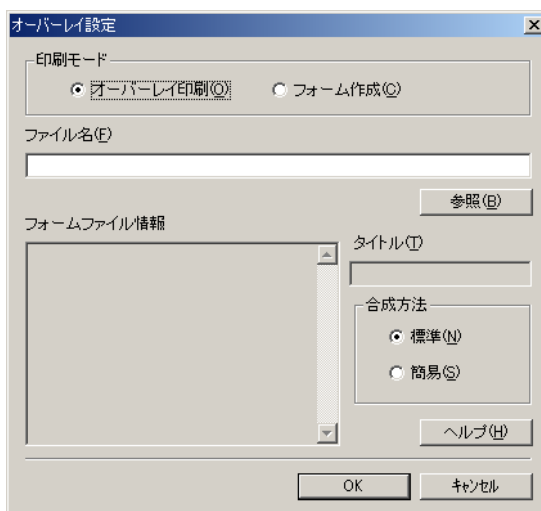 オーバーレイ設定
印刷モード
オーバーレイ印刷(O) フォーム作成(C)
ファイル名(F)
参照(B)
フォームファイル情報
タイトル(T)
合成方法
標準(N)
簡易(S)
ヘルプ(H)
OK キャンセル